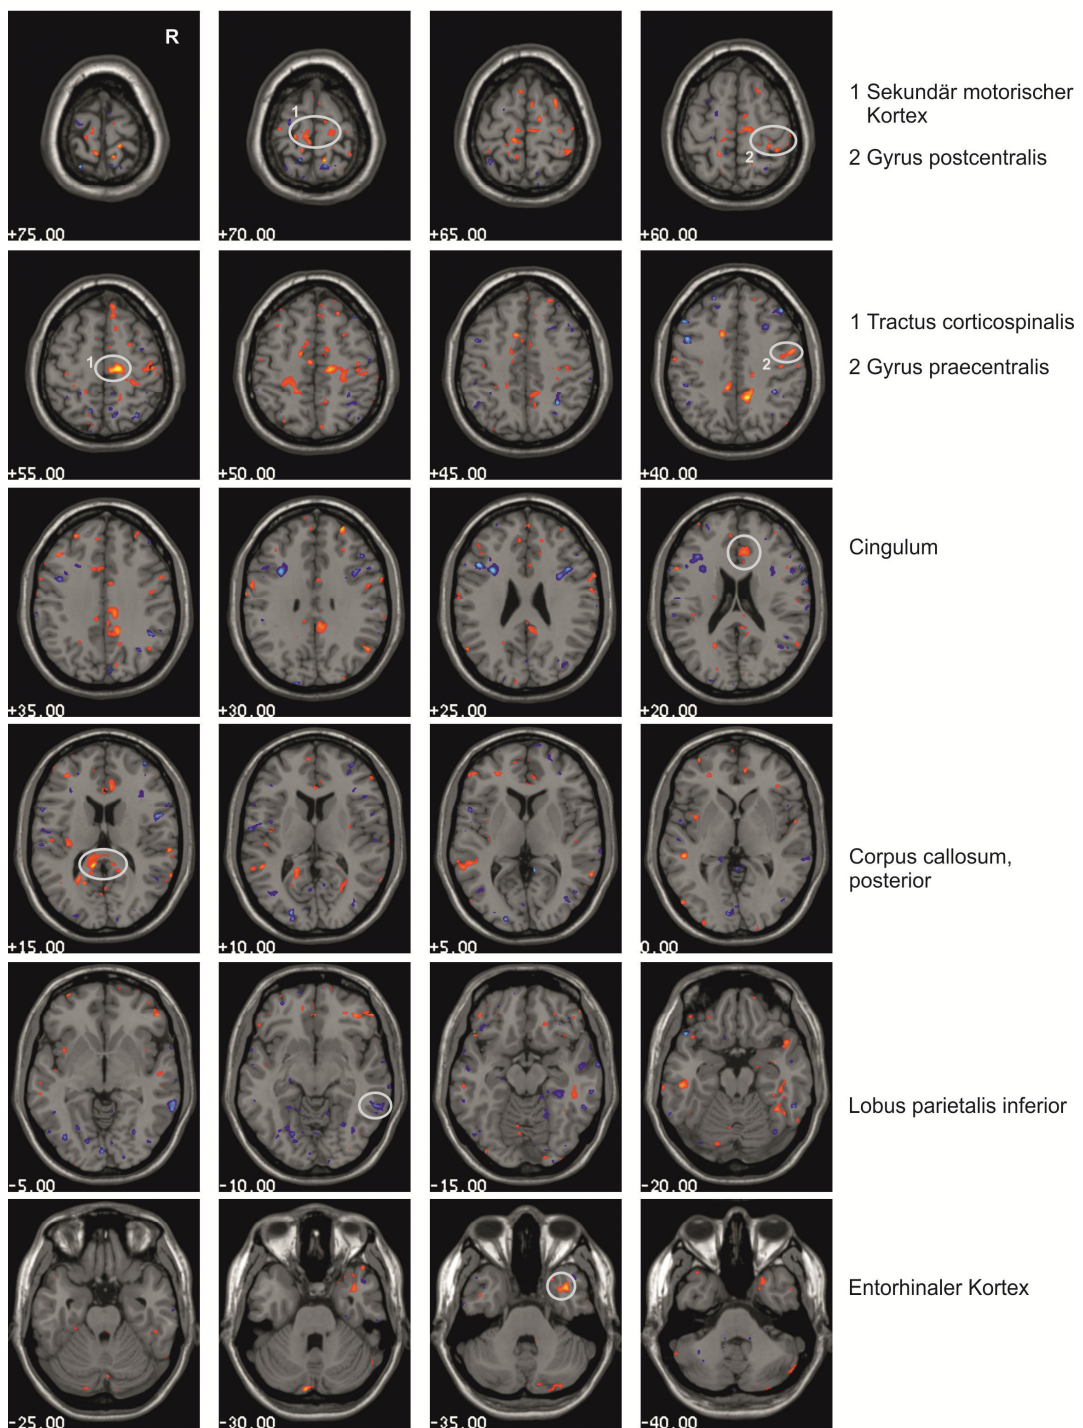 R
1
2
+75.00
+70.00
+65.00
+60.00
1 Sekundär motorischer
Kortex
2 Gyrus postcentralis
1
2
+55.00
+50.00
+45.00
+40.00
1 Tractus corticospinalis
2 Gyrus praecentralis
+35.00
+30.00
+25.00
+20.00
Cingulum
+15.00
+10.00
+5.00
0.00
Corpus callosum,
posterior
-5.00
-10.00
-15.00
-20.00
Lobus parietalis inferior
-25.00
-30.00
-35.00
-40.00
Entorhinaler Kortex